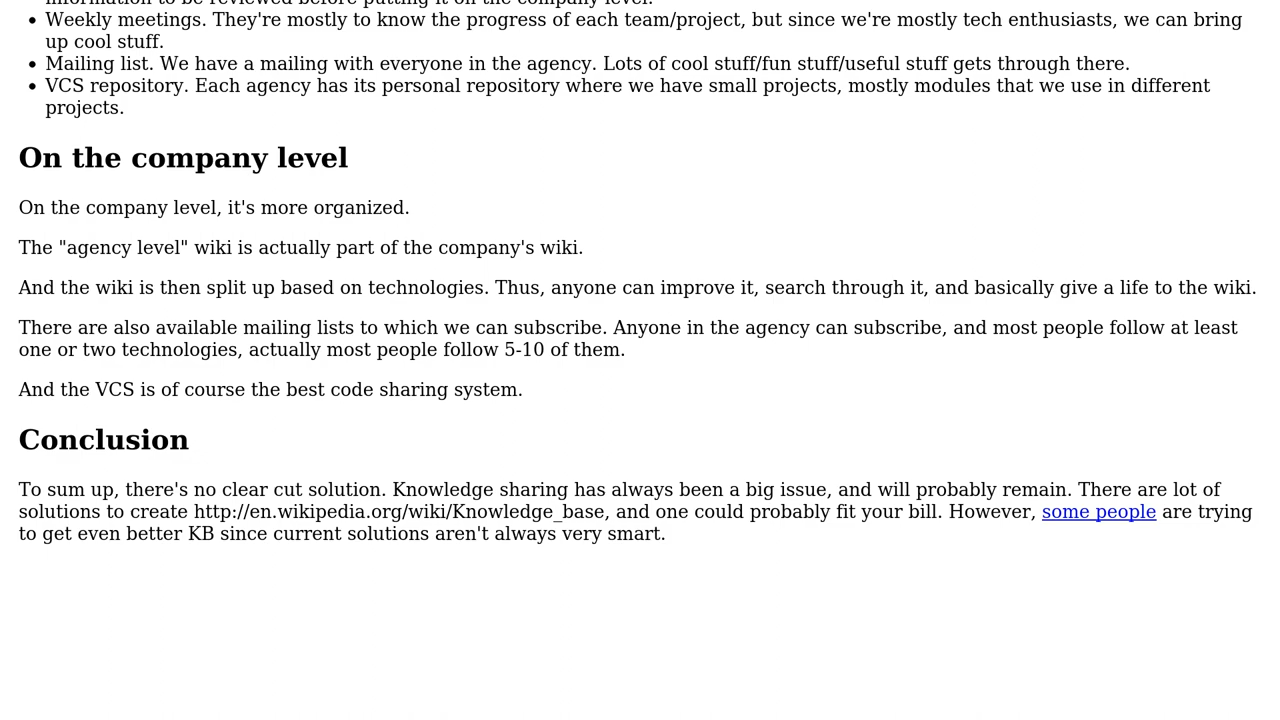 information to be reviewed before putting it on the company level.
Weekly meetings. They're mostly to know the progress of each team/project, but since we're mostly tech enthusiasts, we can bring
up cool stuff.
Mailing list. We have a mailing with everyone in the agency. Lots of cool stuff/fun stuff/useful stuff gets through there.
VCS repository. Each agency has its personal repository where we have small projects, mostly modules that we use in different
projects.
On the company level
On the company level, it's more organized.
The "agency level" wiki is actually part of the company's wiki.
And the wiki is then split up based on technologies. Thus, anyone can improve it, search through it, and basically give a life to the wiki.
There are also available mailing lists to which we can subscribe. Anyone in the agency can subscribe, and most people follow at least
one or two technologies, actually most people follow 5-10 of them.
And the VCS is of course the best code sharing system.
Conclusion
To sum up, there's no clear cut solution. Knowledge sharing has always been a big issue, and will probably remain. There are lot of
solutions to create http://en.wikipedia.org/wiki/Knowledge_base, and one could probably fit your bill. However, some people are trying
to get even better KB since current solutions aren't always very smart.